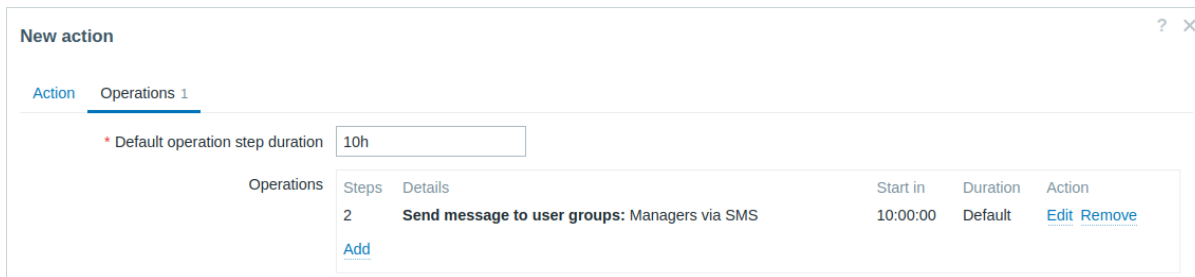 New action
? ×
Action Operations 1
* Default operation step duration 10h
Operations Steps Details Start in Duration Action
2 Send message to user groups: Managers via SMS 10:00:00 Default Edit Remove
Add